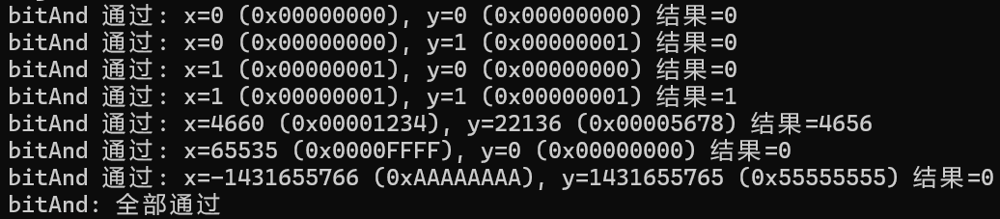 bitAnd 通过: x=0 (0x00000000), y=0 (0x00000000) 结果=0
bitAnd 通过: x=0 (0x00000000), y=1 (0x00000001) 结果=0
bitAnd 通过: x=1 (0x00000001), y=0 (0x00000000) 结果=0
bitAnd 通过: x=1 (0x00000001), y=1 (0x00000001) 结果=1
bitAnd 通过: x=4660 (0x00001234), y=22136 (0x00005678) 结果=4656
bitAnd 通过: x=65535 (0x0000FFFF), y=0 (0x00000000) 结果=0
bitAnd 通过: x=-1431655766 (0xAAAAAAAA), y=1431655765 (0x55555555) 结果=0
bitAnd: 全部通过